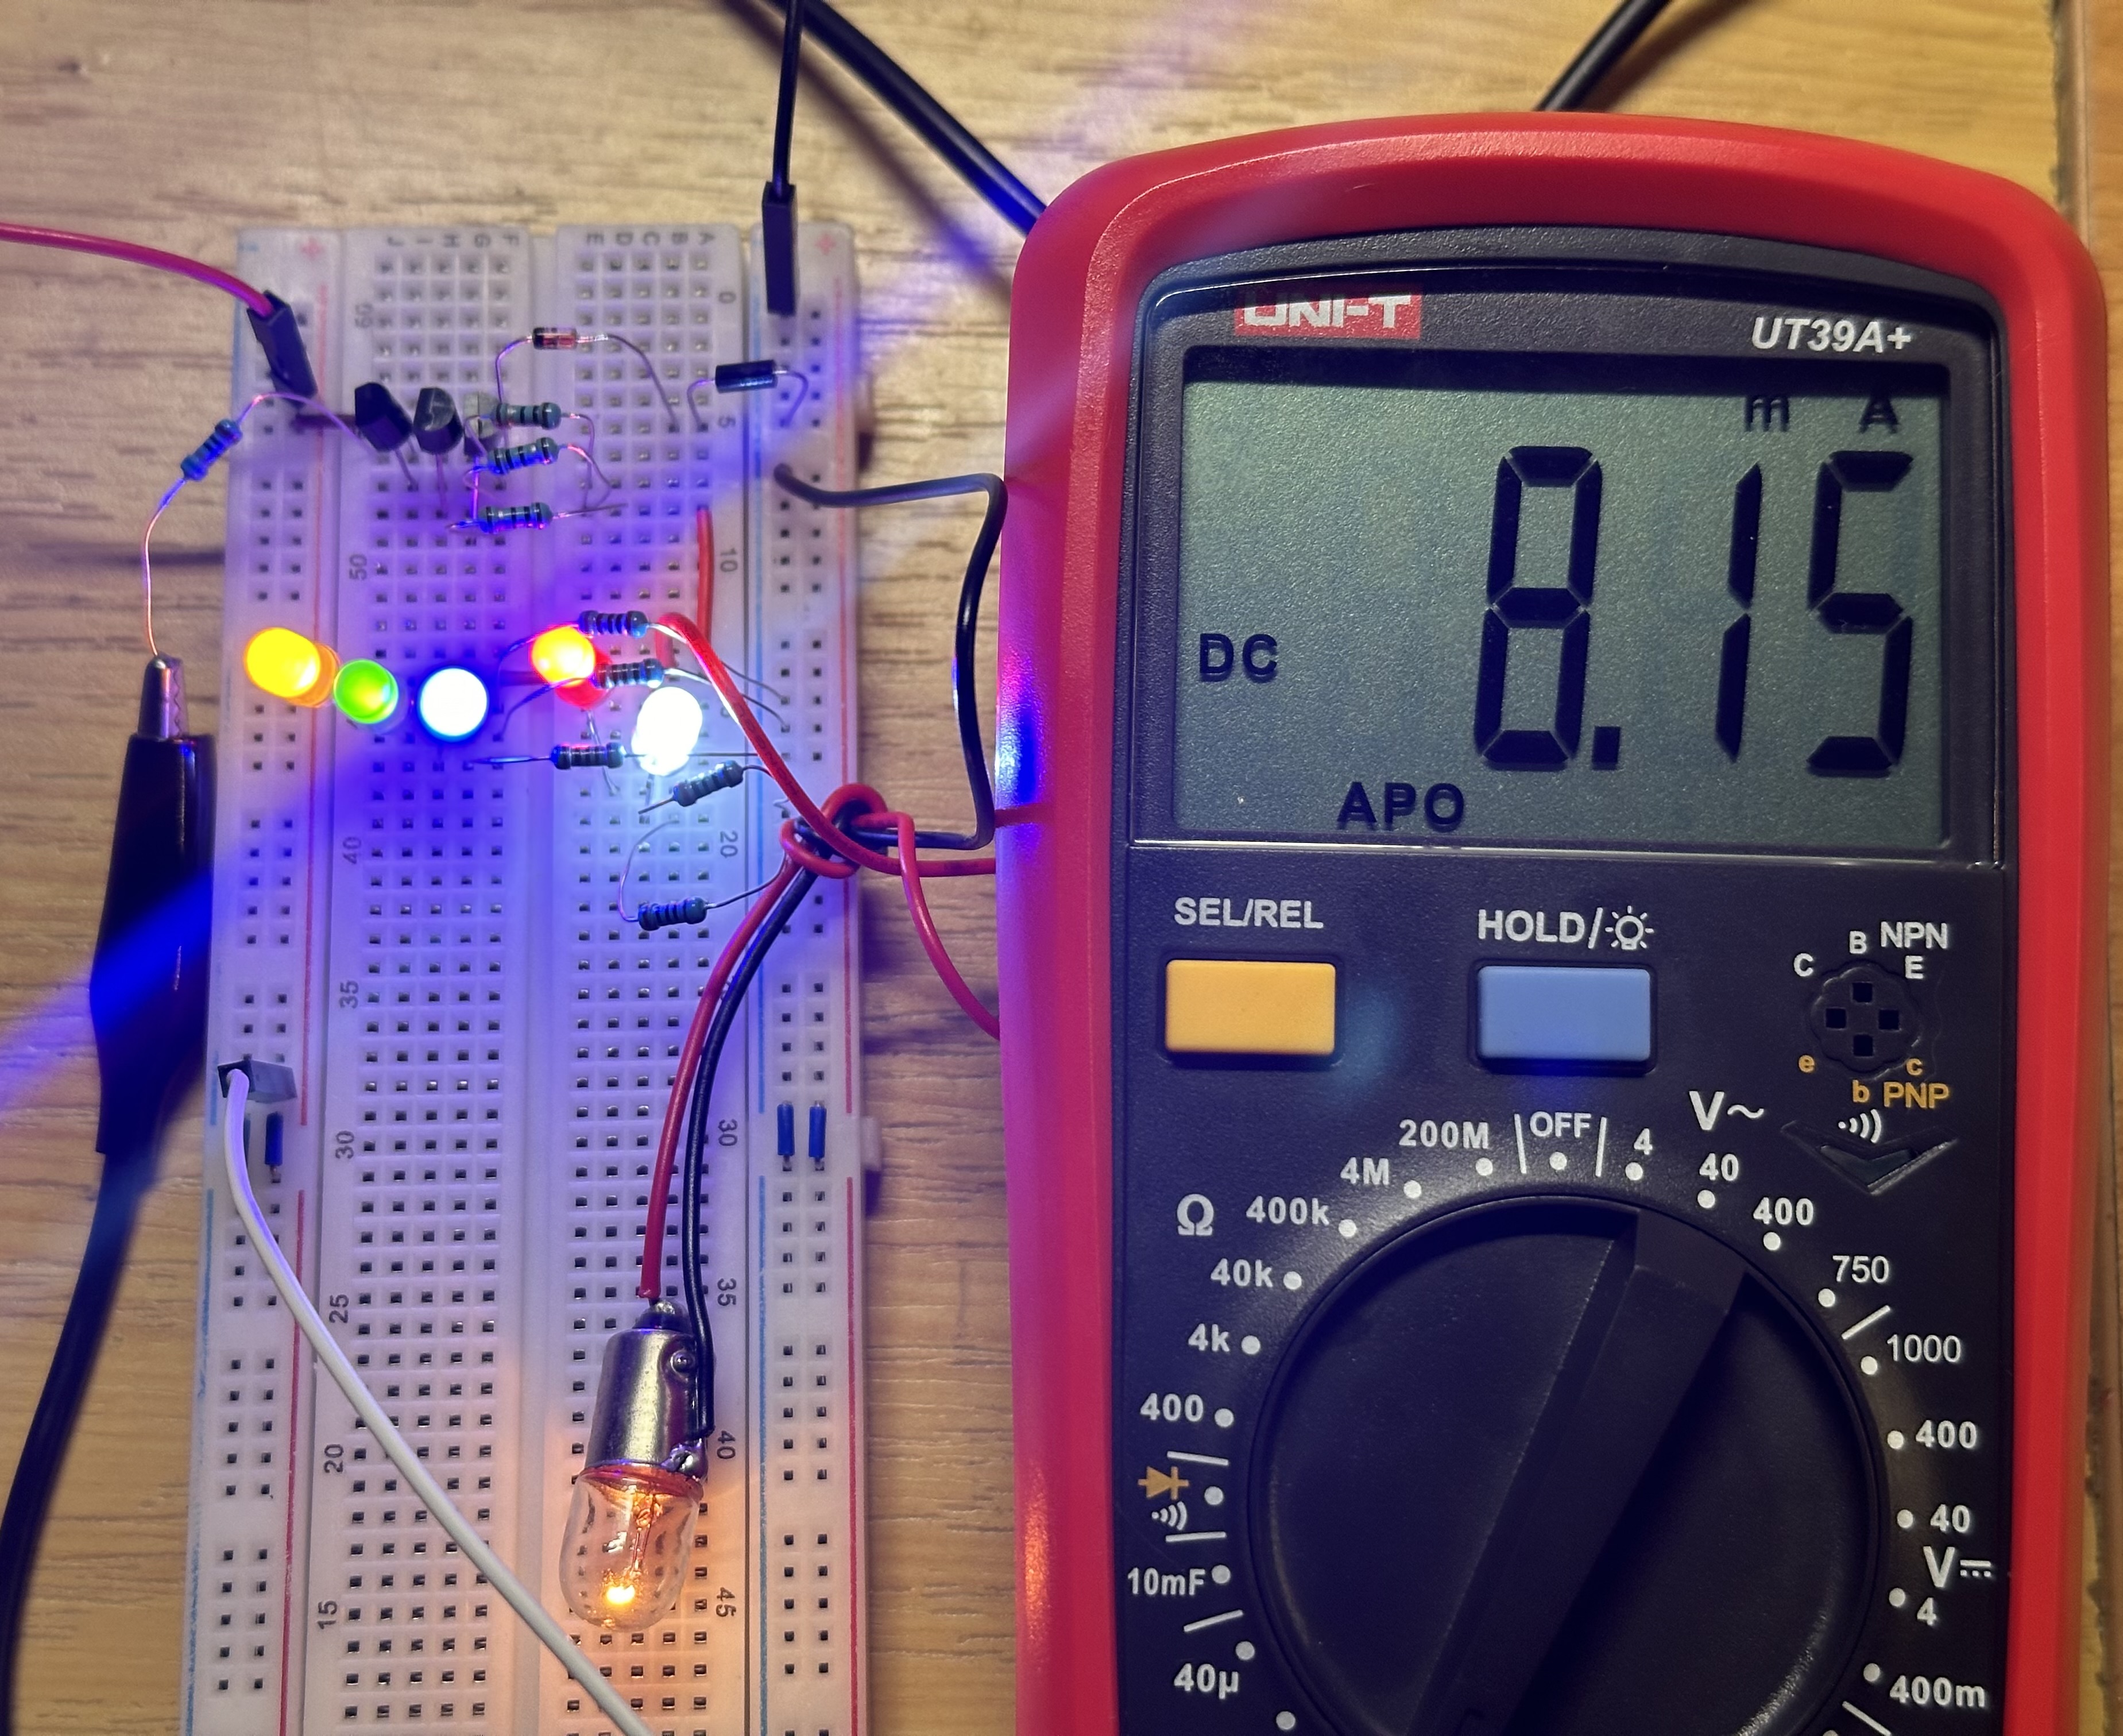 J I H G F E D C B A
0
60
5
10
50
20
40
35
30
30
25
35
20
40
15
45
UNI-T
UT39A+
m A
8.15
DC
APO
SEL/REL
HOLD/
NPN
B
C
E
e
c
b
PNP
200M
OFF
4
V~
4M
40
Ω
400k
400
40k
750
4k
1000
400
400
10mF
40
V
4
40µ
400m